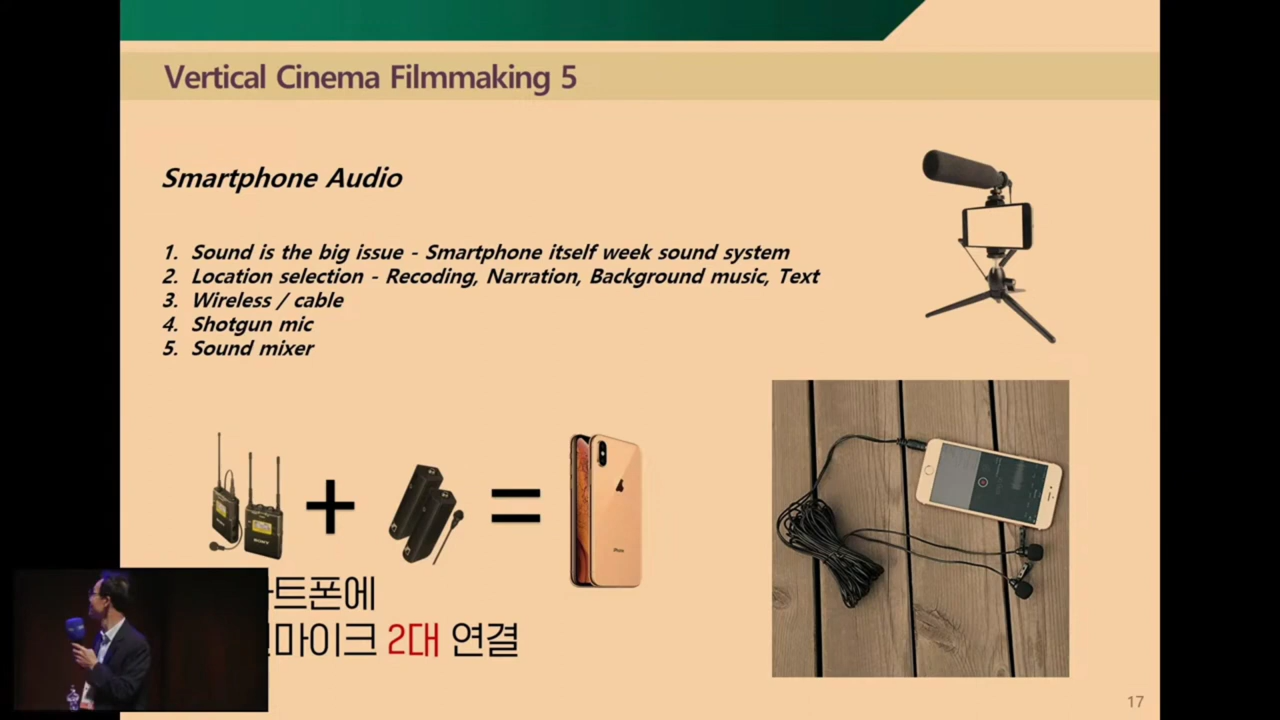 Vertical Cinema Filmmaking 5
Smartphone Audio
1. Sound is the big issue - Smartphone itself week sound system
2. Location selection - Recoding, Narration, Background music, Text
3. Wireless / cable
4. Shotgun mic
5. Sound mixer
+
=
SONY
iPhone
트폰에
마이크 2대 연결
17